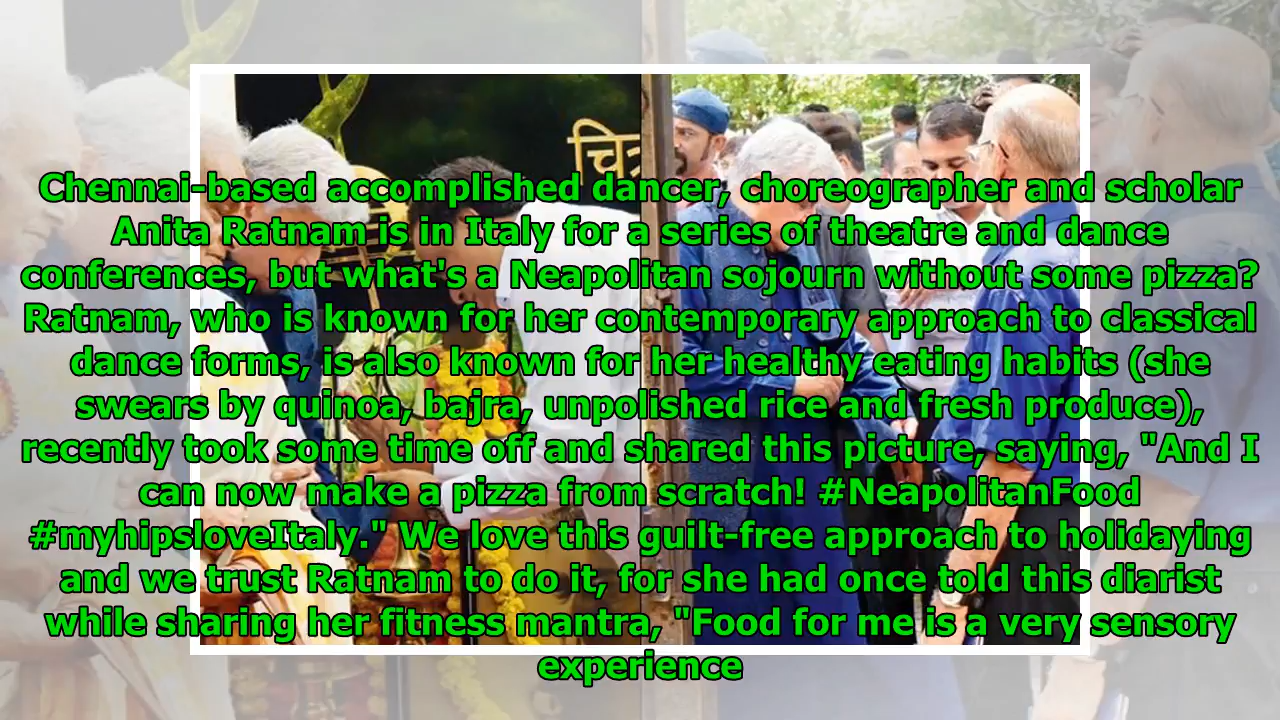 चित्र
Chennai-based accomplished dancer, choreographer and scholar
Anita Ratnam is in Italy for a series of theatre and dance
conferences, but what's a Neapolitan sojourn without some pizza?
Ratnam, who is known for her contemporary approach to classical
dance forms, is also known for her healthy eating habits (she
swears by quinoa, bajra, unpolished rice and fresh produce),
recently took some time off and shared this picture, saying, "And I
can now make a pizza from scratch! #NeapolitanFood
#myhipsloveItaly." We love this guilt-free approach to holidaying
and we trust Ratnam to do it, for she had once told this diarist
while sharing her fitness mantra, "Food for me is a very sensory
experience